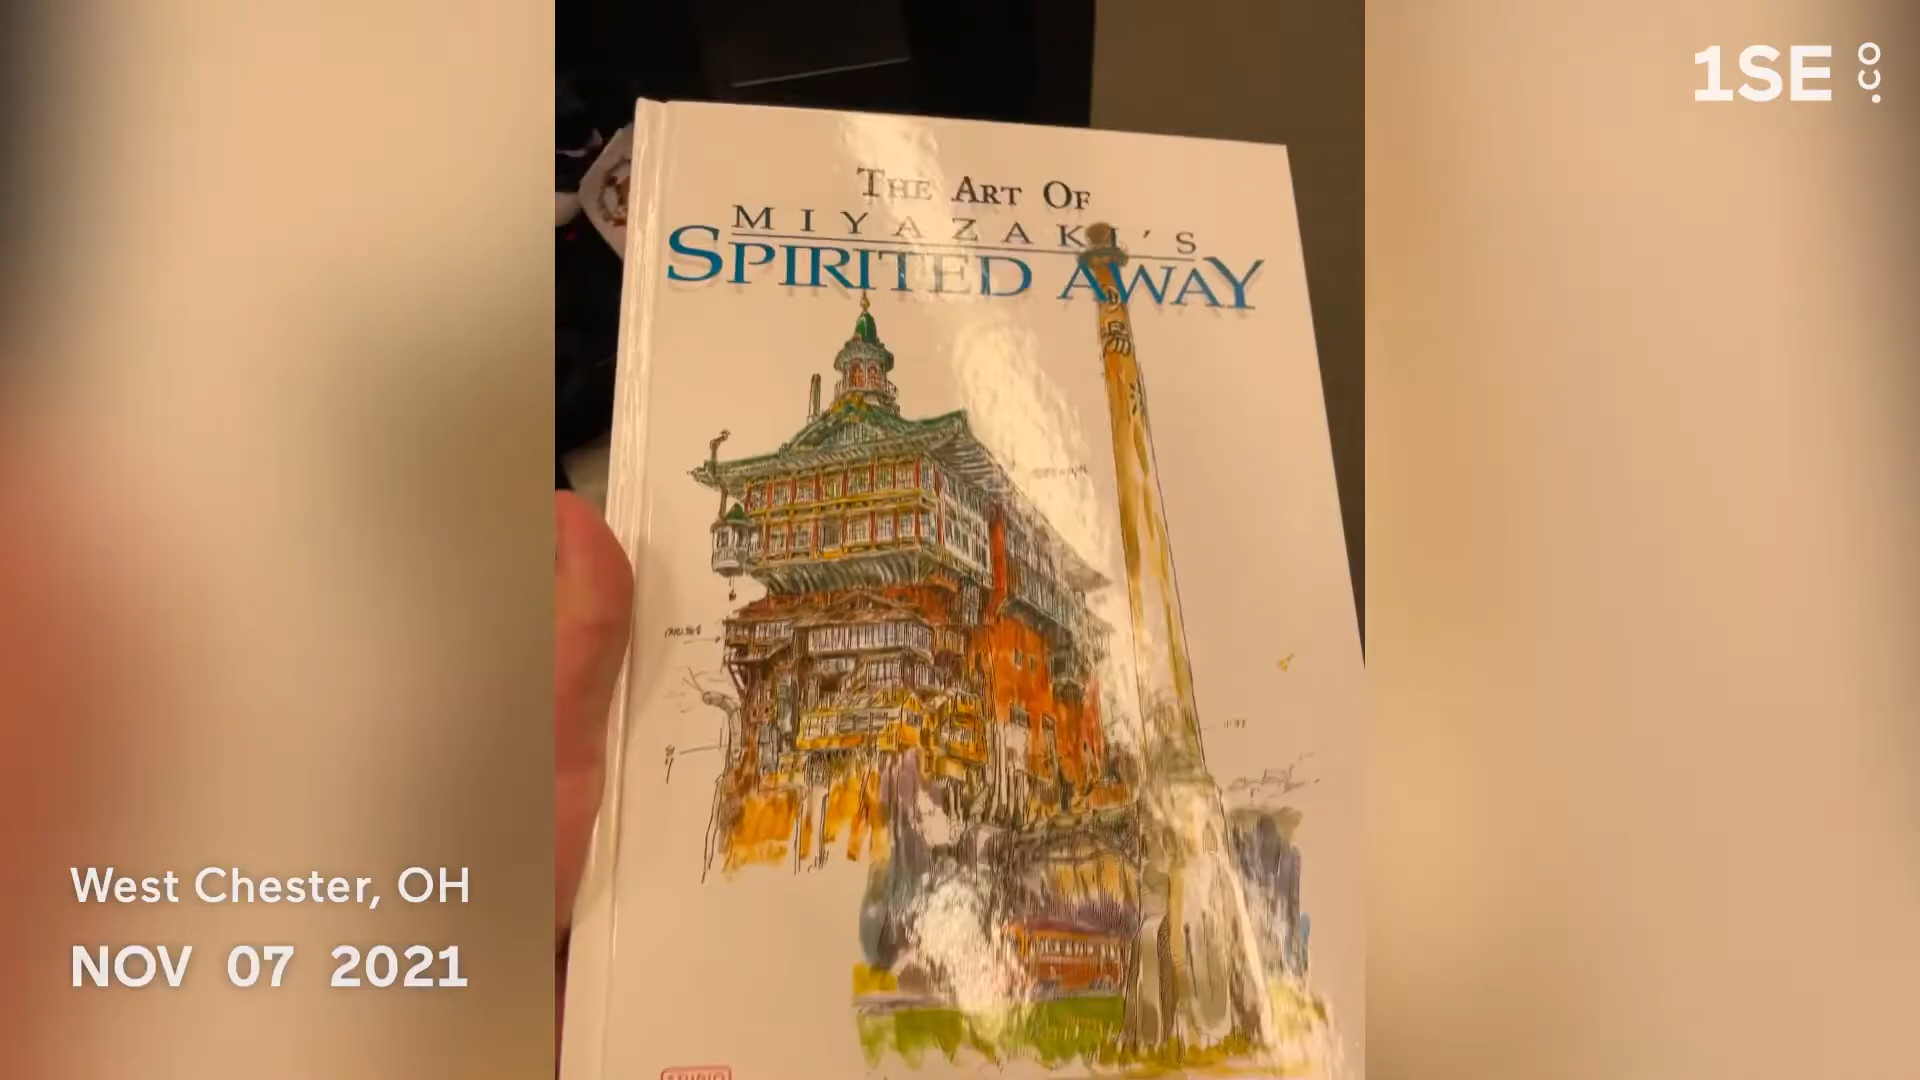 1SE .CO
THE ART OF
MIYAZAKI'S
SPIRITED AWAY
West Chester, OH
NOV 07 2021